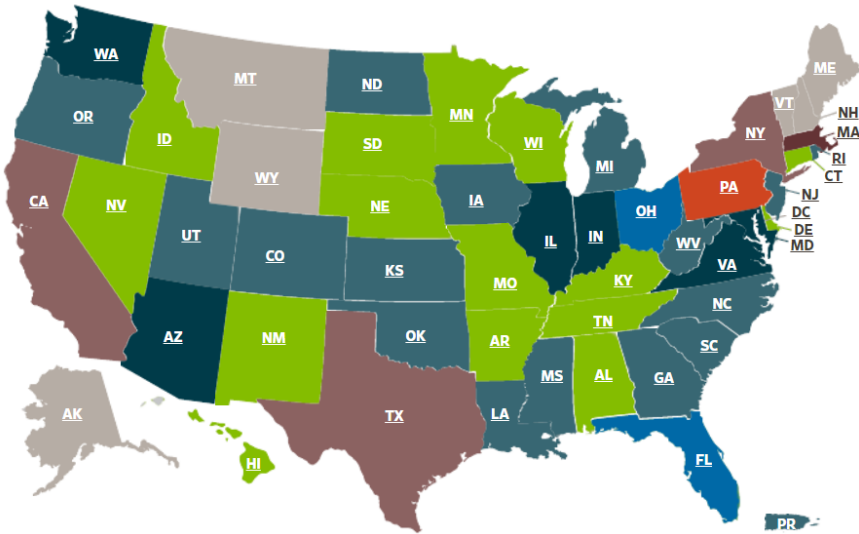 WA
MT
ME
ND
VT
MN
OR
NH
ID
WI
NY
MA
SD
MI
RI
WY
CT
PA
CA
IA
NE
NJ
NV
OH
DC
UT
IL
IN
DE
CO
WV
MD
KS
MO
VA
KY
NC
AZ
NM
OK
TN
AR
SC
MS
AL
GA
AK
TX
LA
HI
FL
PR